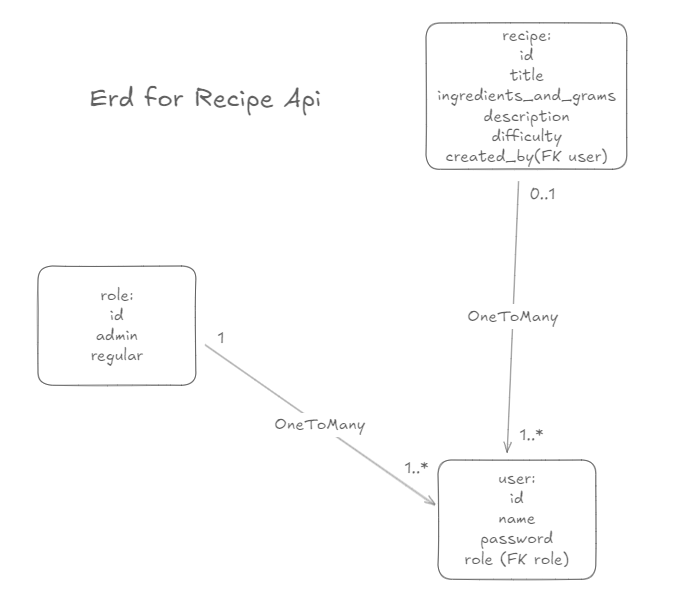 Erd for Recipe Api
recipe:
id
title
ingredients_and_grams
description
difficulty
created_by(FK user)
0..1
OneToMany
1..*
role:
id
admin
regular
1
OneToMany
1..*
user:
id
name
password
role (FK role)